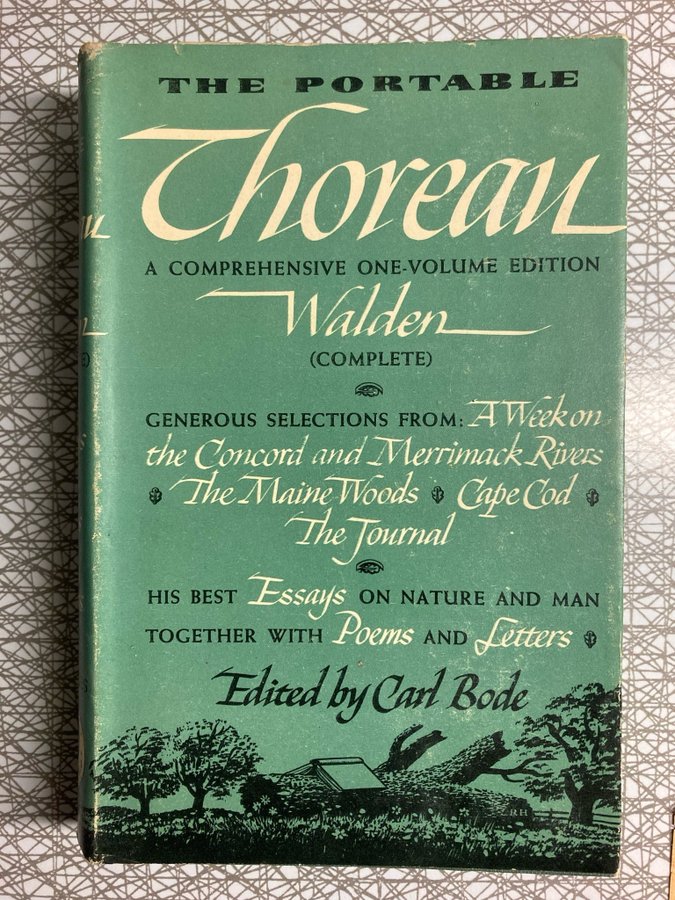 THE PORTABLE
Thoreau
A COMPREHENSIVE ONE-VOLUME EDITION
Walden
(COMPLETE)
GENEROUS SELECTIONS FROM: A Week on
the Concord and Merrimack Rivers
The Maine Woods Cape Cod
The Journal
HIS BEST Essays ON NATURE AND MAN
TOGETHER WITH Poems AND Letters
Edited by Carl Bode
RH